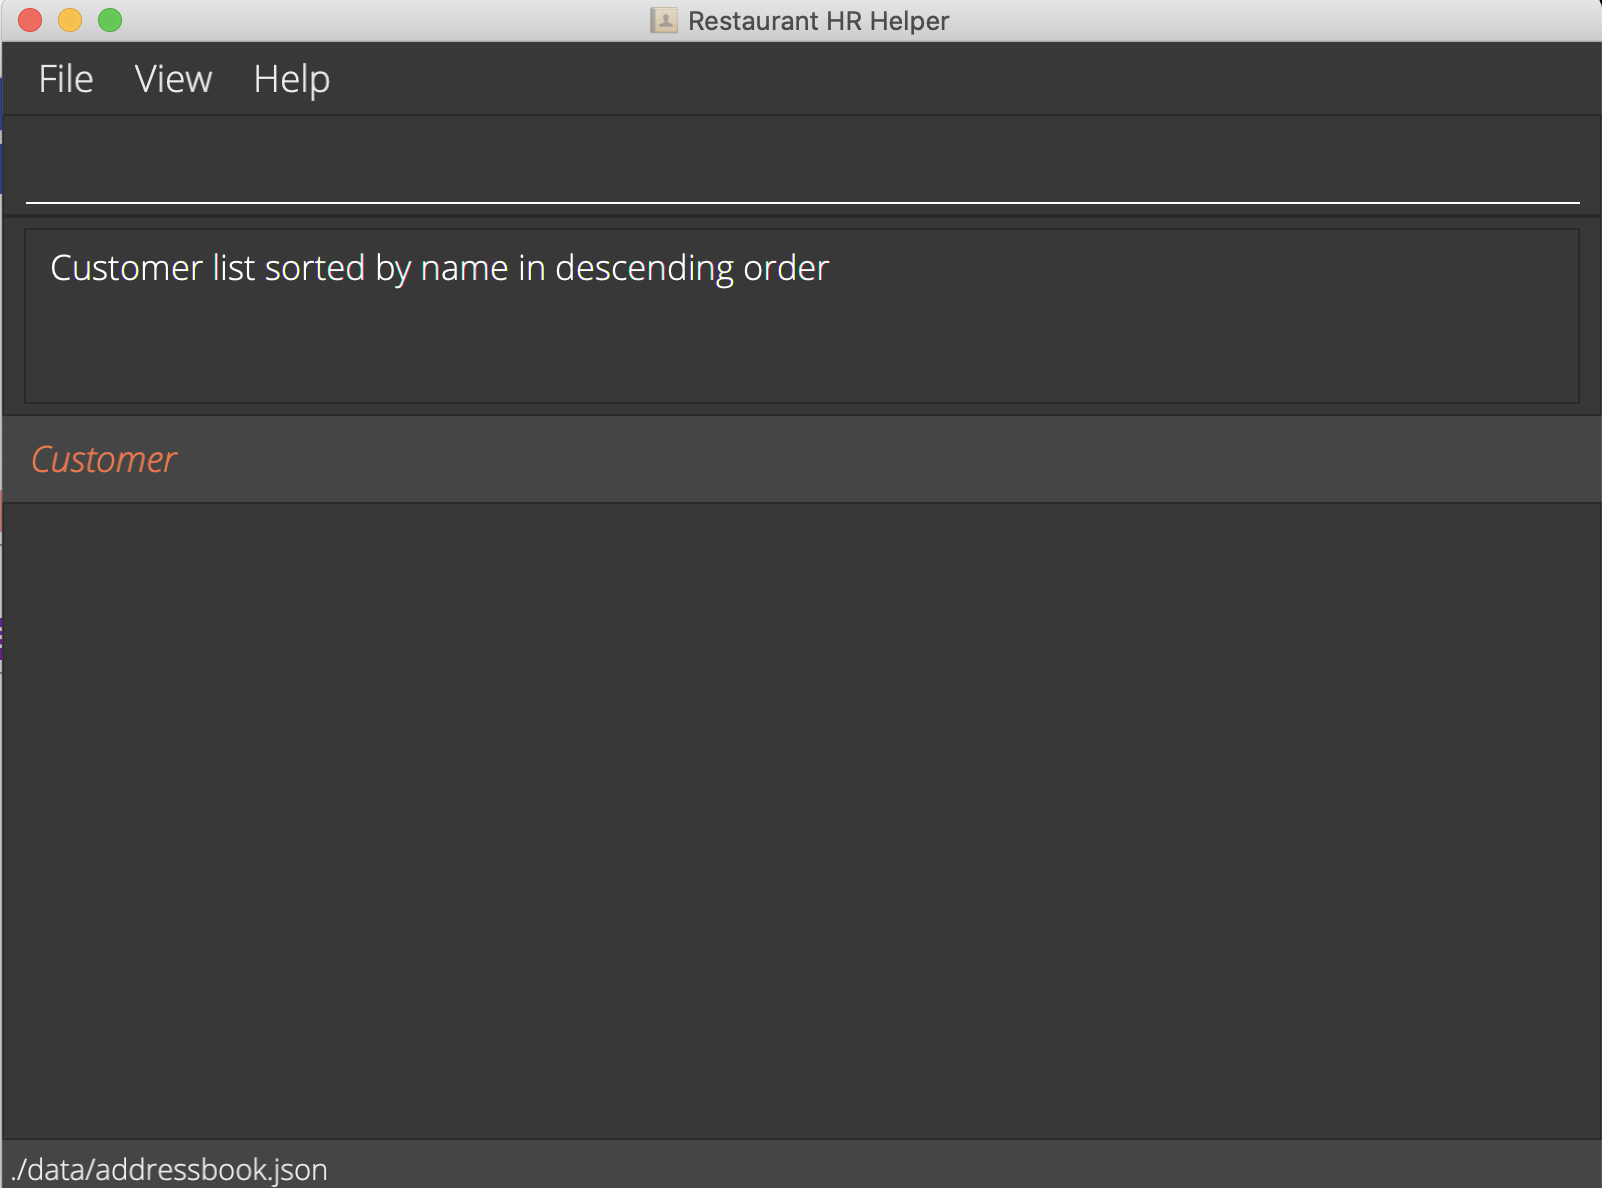 Restaurant HR Helper
File View Help
Customer list sorted by name in descending order
Customer
./data/addressbook.json